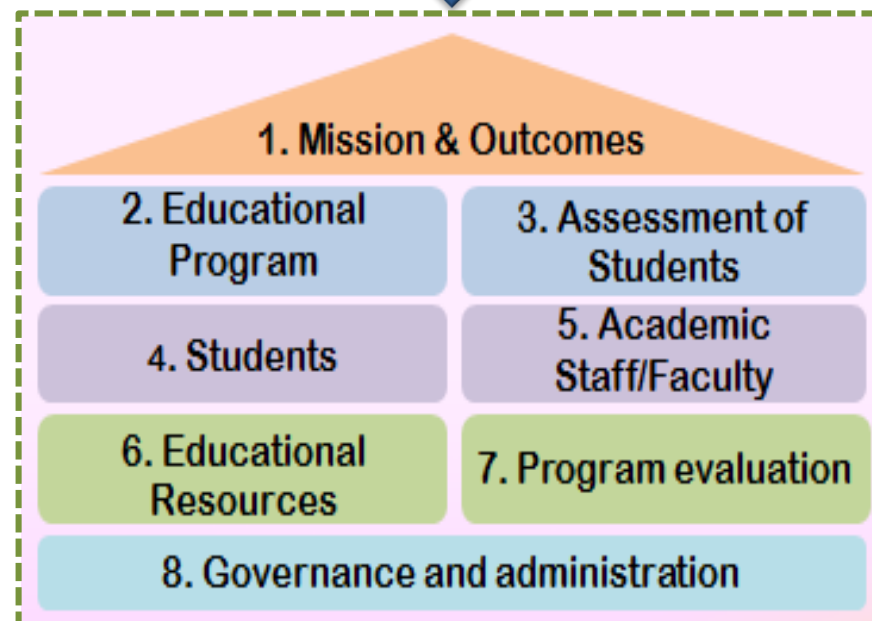 1. Mission & Outcomes
2. Educational
Program
3. Assessment of
Students
4. Students
5. Academic
Staff/Faculty
6. Educational
Resources
7. Program evaluation
8. Governance and administration